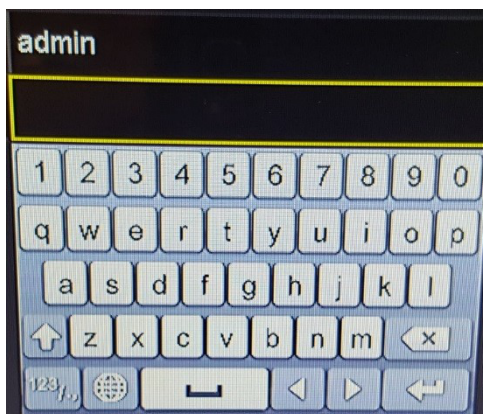 admin
1 2 3 4 5 6 7 8 9 0
q w e r t y u i o p
a s d f g h j k l
z x c v b n m
123/.,